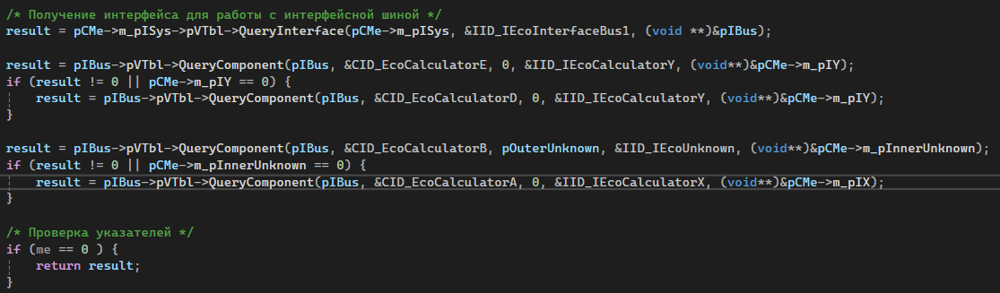 /* Получение интерфейса для работы с интерфейсной шиной */
result = pCMe->m_pISys->pVTbl->QueryInterface(pCMe->m_pISys, &IID_IEcoInterfaceBus1, (void **)&pIBus);
result = pIBus->pVTbl->QueryComponent(pIBus, &CID_EcoCalculatorE, 0, &IID_IEcoCalculatorY, (void**)&pCMe->m_pIY);
if (result != 0 || pCMe->m_pIY == 0) {
result = pIBus->pVTbl->QueryComponent(pIBus, &CID_EcoCalculatorD, 0, &IID_IEcoCalculatorY, (void**)&pCMe->m_pIY);
}
result = pIBus->pVTbl->QueryComponent(pIBus, &CID_EcoCalculatorB, pOuterUnknown, &IID_IEcoUnknown, (void**)&pCMe->m_pInnerUnknown);
if (result != 0 || pCMe->m_pInnerUnknown == 0) {
result = pIBus->pVTbl->QueryComponent(pIBus, &CID_EcoCalculatorA, 0, &IID_IEcoCalculatorX, (void**)&pCMe->m_pIX);
}
/* Проверка указателей */
if (me == 0 ) {
return result;
}